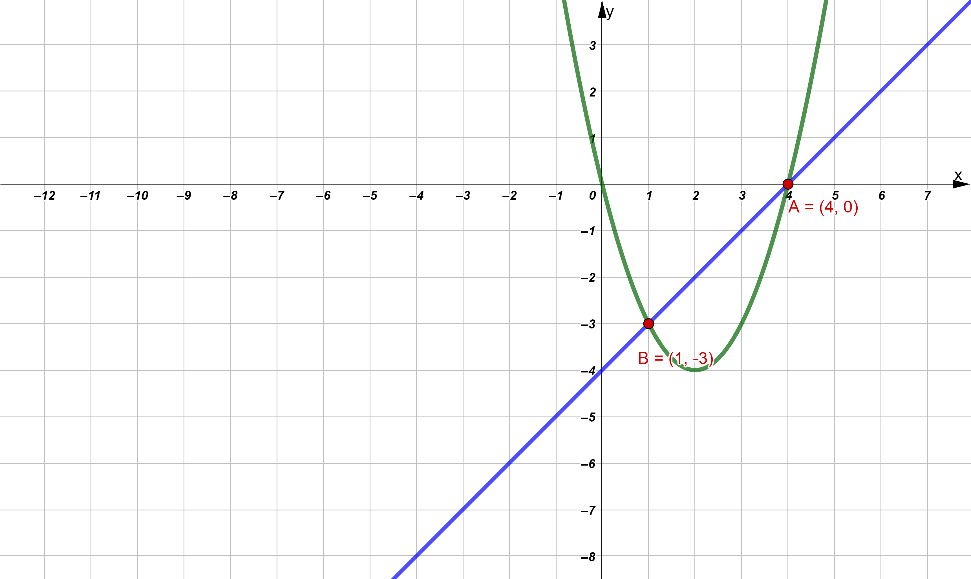 y
3
2
1
x
–12 –11 –10 –9 –8 –7 –6 –5 –4 –3 –2 –1 0 1 2 3 4 5 6 7
A = (4, 0)
–1
–2
–3
B = (1, -3)
–4
–5
–6
–7
–8